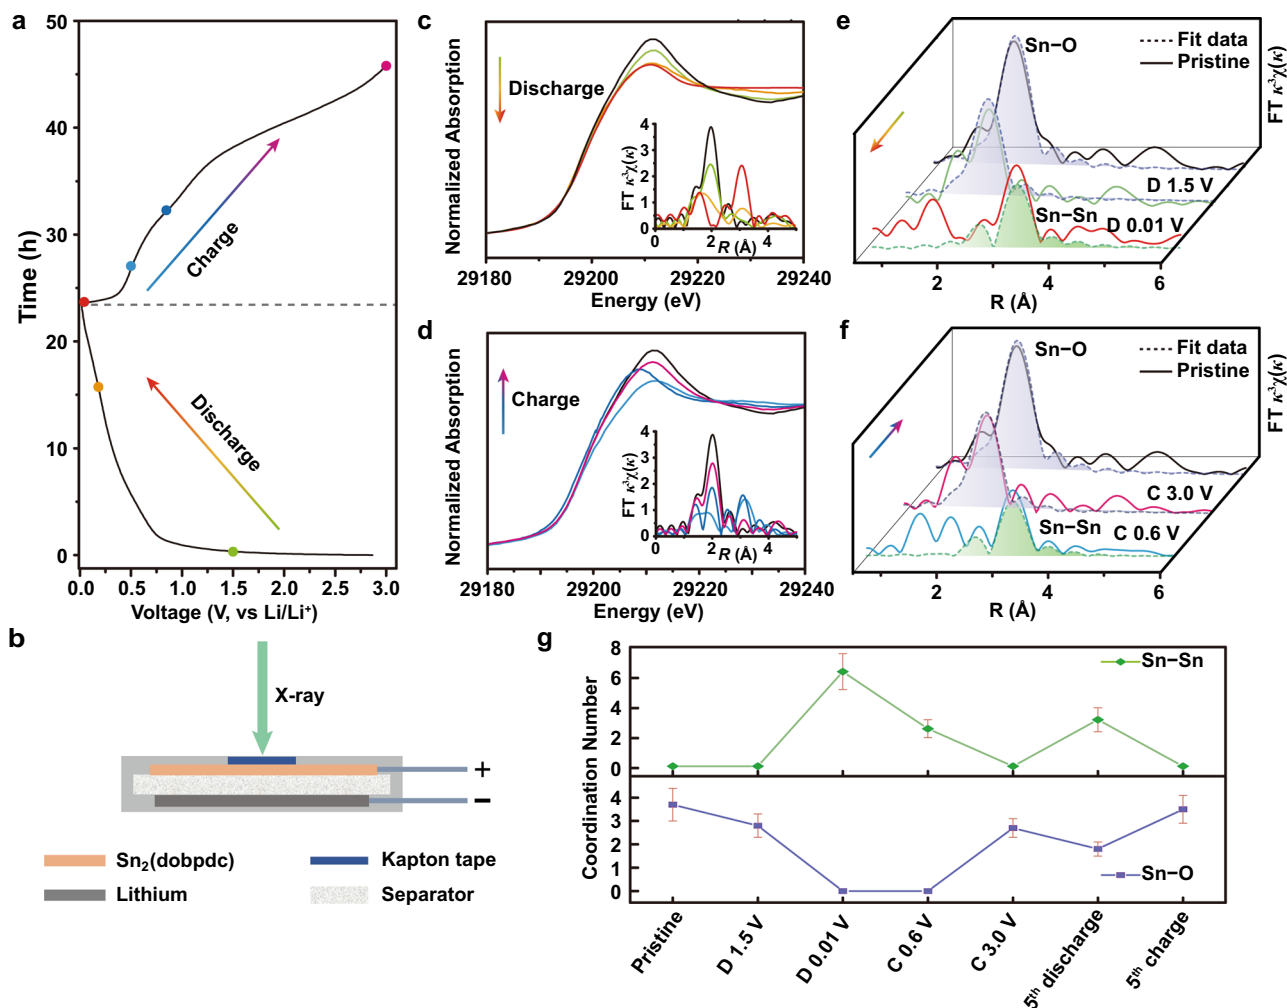 a
50
40
30
20
10
0
Time (h)
Charge
Discharge
0.0
0.5
1.0
1.5
2.0
2.5
3.0
Voltage (V, vs Li/Li⁺)
b
X-ray
+
−
Sn₂(dobpdc)
Kapton tape
Lithium
Separator
c
Normalized Absorption
Discharge
FT κ³χ(κ)
4
3
2
1
0
0
2
4
R (Å)
29180
29200
29220
29240
Energy (eV)
d
Normalized Absorption
Charge
FT κ³χ(κ)
4
3
2
1
0
0
2
4
R (Å)
29180
29200
29220
29240
Energy (eV)
e
Sn−O
Fit data
Pristine
FT κ³χ(κ)
D 1.5 V
Sn−Sn
D 0.01 V
2
3
4
5
6
R (Å)
f
Sn−O
Fit data
Pristine
FT κ³χ(κ)
C 3.0 V
Sn−Sn
C 0.6 V
2
3
4
5
6
R (Å)
g
Coordination Number
8
6
4
2
0
Sn−Sn
4
3
2
1
0
Sn−O
Pristine
D 1.5 V
D 0.01 V
C 0.6 V
C 3.0 V
5ᵗʰ discharge
5ᵗʰ charge